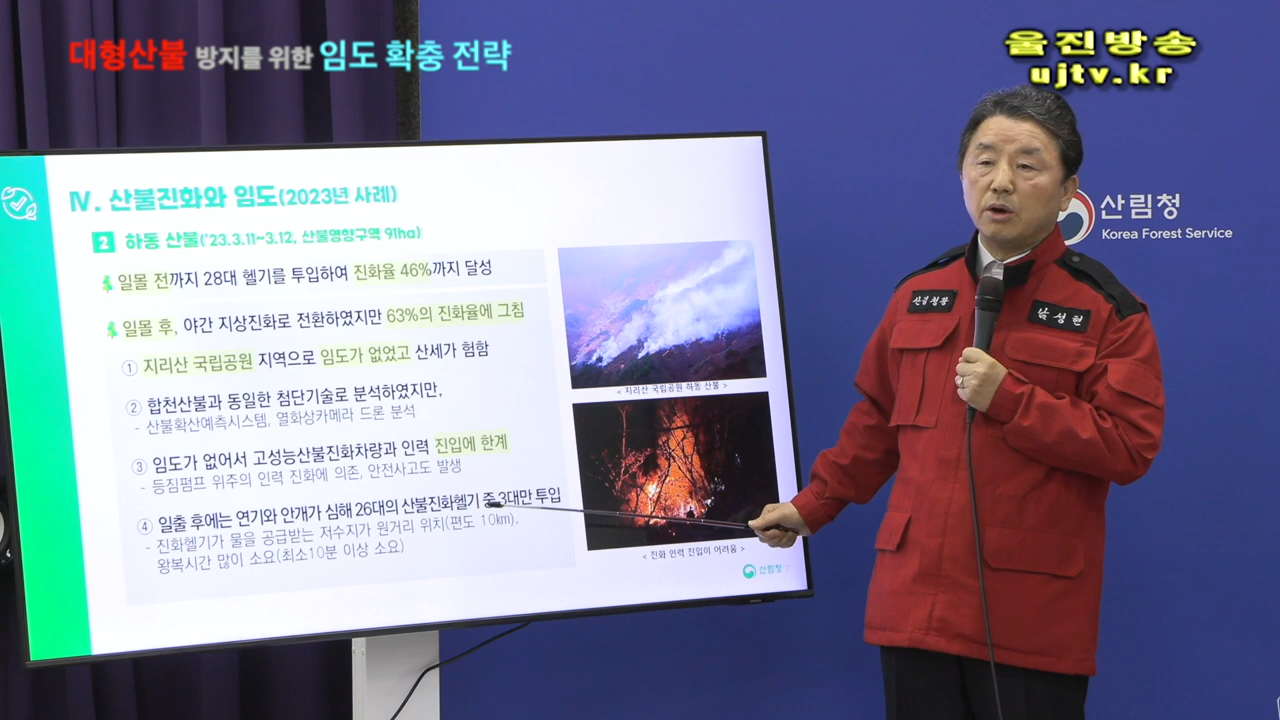 대형산불 방지를 위한 임도 확충 전략
울진방송
ujtv.kr
Ⅳ. 산불진화와 임도(2023년 사례)
2 하동 산불('23.3.11~3.12, 산불영향구역 91ha)
일몰 전까지 28대 헬기를 투입하여 진화율 46%까지 달성
일몰 후, 야간 지상진화로 전환하였지만 63%의 진화율에 그침
① 지리산 국립공원 지역으로 임도가 없었고 산세가 험함
② 합천산불과 동일한 첨단기술로 분석하였지만,
- 산불확산예측시스템, 열화상카메라 드론 분석
③ 임도가 없어서 고성능산불진화차량과 인력 진입에 한계
- 등짐펌프 위주의 인력 진화에 의존, 안전사고도 발생
④ 일출 후에는 연기와 안개가 심해 26대의 산불진화헬기 중 3대만 투입
- 진화헬기가 물을 공급받는 저수지가 원거리 위치(편도 10km).
왕복시간 많이 소요(최소10분 이상 소요)
< 지리산 국립공원 하동 산불 >
< 진화 인력 진입이 어려움 >
산림청 7
산림청
Korea Forest Service
산림청장
남성현